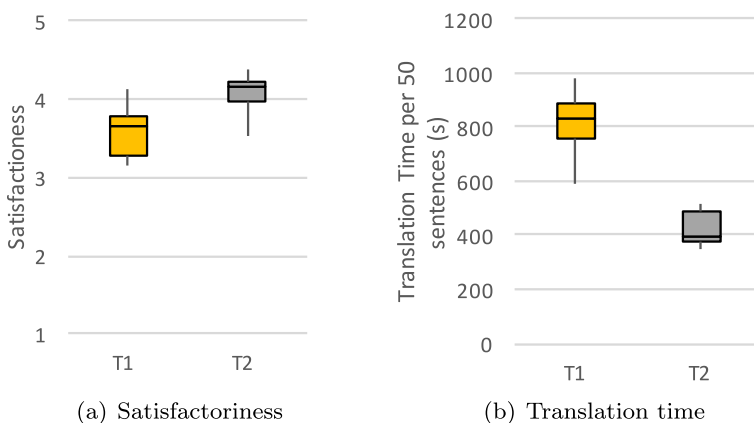 5
4
3
2
1
Satisfactioness
T1 T2
(a) Satisfactoriness
1200
1000
800
600
400
200
0
Translation Time per 50
sentences (s)
T1 T2
(b) Translation time